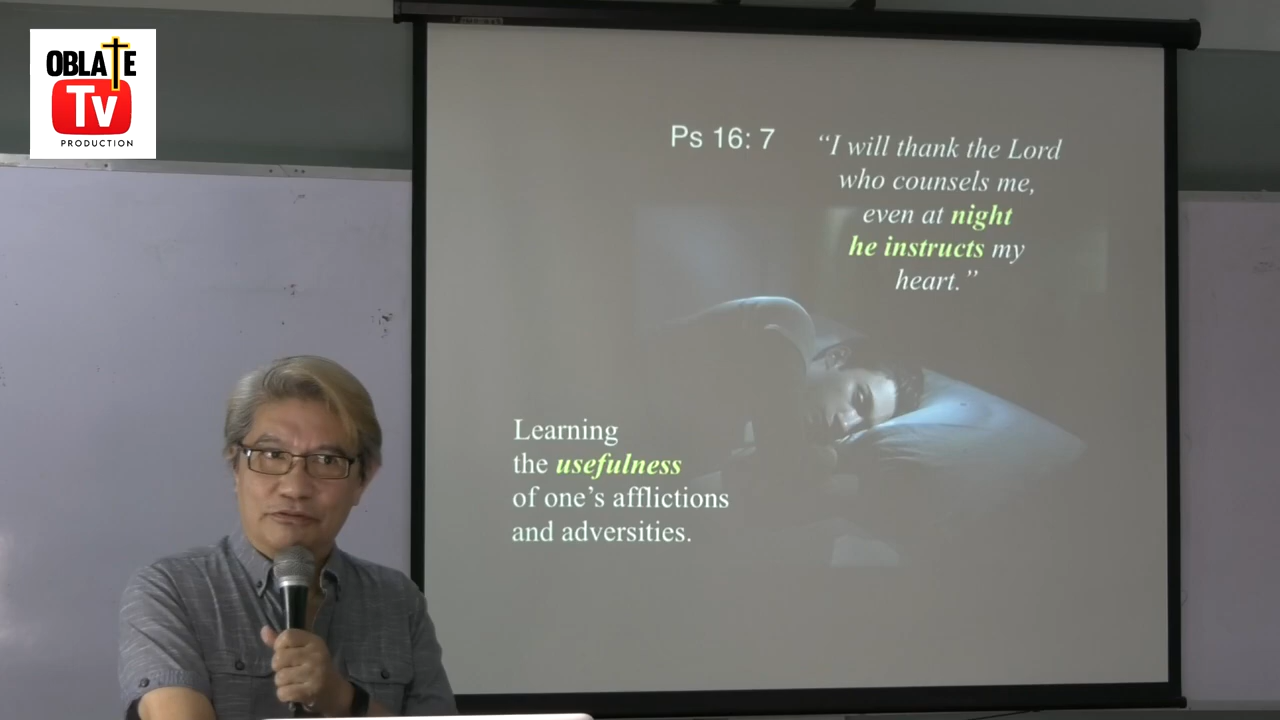 OBLATE
TV
PRODUCTION
Ps 16: 7
“I will thank the Lord
who counsels me,
even at night
he instructs my
heart.”
Learning
the usefulness
of one’s afflictions
and adversities.